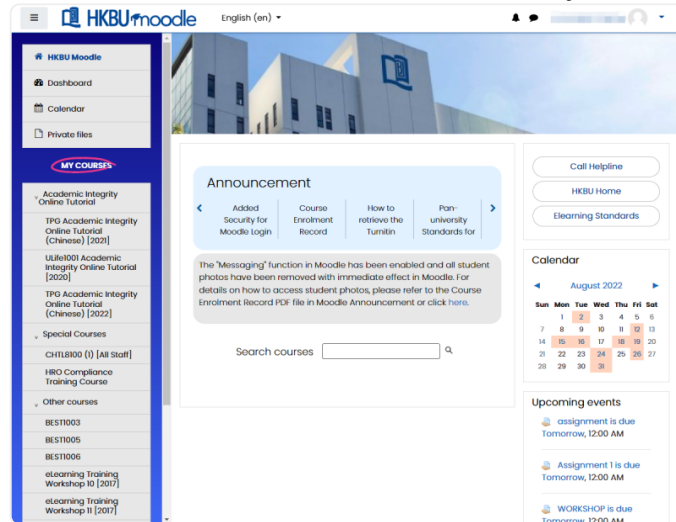 HKBU moodle
English (en)
HKBU Moodle
Dashboard
Calendar
Private files
MY COURSES
Academic Integrity
Online Tutorial
TPG Academic Integrity
Online Tutorial
(Chinese) [2021]
ULife1001 Academic
Integrity Online Tutorial
[2020]
TPG Academic Integrity
Online Tutorial
(Chinese) [2022]
Special Courses
CHTL8100 (1) [All Staff]
HRO Compliance
Training Course
Other courses
BEST1003
BEST1005
BEST1006
eLearning Training
Workshop 10 [2017]
eLearning Training
Workshop 11 [2017]
Announcement
Added
Security for
Moodle Login
Course
Enrolment
Record
How to
retrieve the
Turnitin
Pan-
university
Standards for
The "Messaging" function in Moodle has been enabled and all student
photos have been removed with immediate effect in Moodle. For
details on how to access student photos, please refer to the Course
Enrolment Record PDF file in Moodle Announcement or click here.
Search courses
Call Helpline
HKBU Home
Elearning Standards
Calendar
August 2022
Sun Mon Tue Wed Thu Fri Sat
1 2 3 4 5 6
7 8 9 10 11 12 13
14 15 16 17 18 19 20
21 22 23 24 25 26 27
28 29 30 31
Upcoming events
assignment is due
Tomorrow, 12:00 AM
Assignment 1 is due
Tomorrow, 12:00 AM
WORKSHOP is due
Tomorrow, 12:00 AM